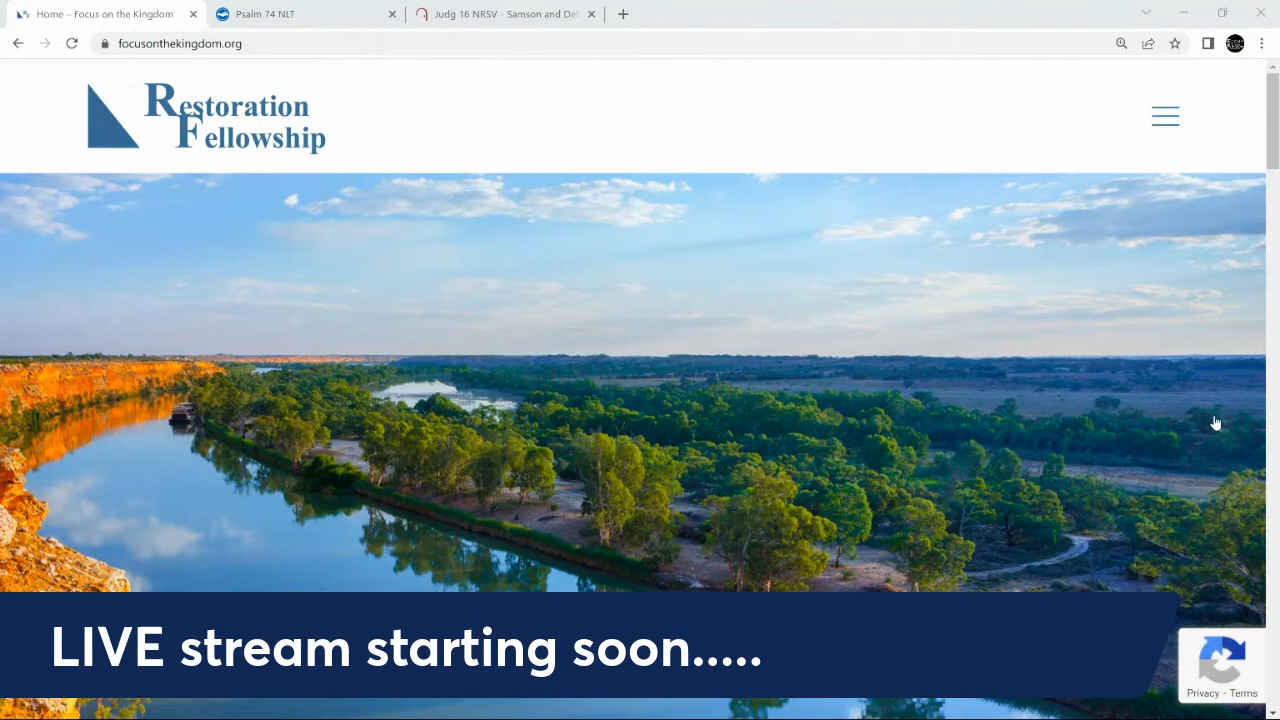 Home – Focus on the Kingdom
Psalm 74 NLT
Judg 16 NRSV - Samson and Del
focusonthekingdom.org
Restoration
Fellowship
LIVE stream starting soon.....
Privacy - Terms